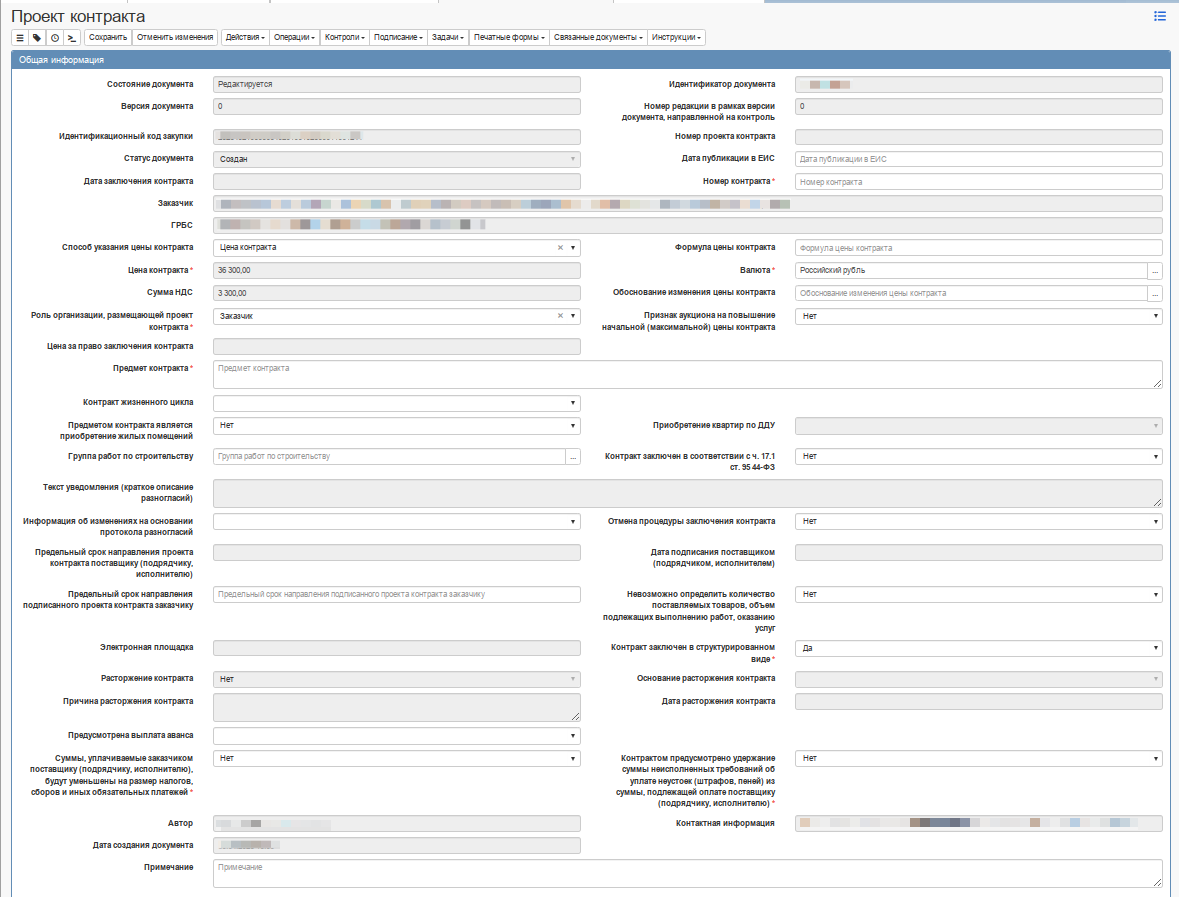 Проект контракта
Сохранить Отменить изменения Действия Операции Контроли Подписание Задачи Печатные формы Связанные документы Инструкции
Общая информация
Состояние документа Редактируется Идентификатор документа
Версия документа 0 Номер редакции в рамках версии
документа, направленной на контроль 0
Идентификационный код закупки Номер проекта контракта
Статус документа Создан Дата публикации в ЕИС Дата публикации в ЕИС
Дата заключения контракта Номер контракта * Номер контракта
Заказчик
ГРБС
Способ указания цены контракта Цена контракта × Формула цены контракта Формула цены контракта
Цена контракта * 36 300,00 Валюта * Российский рубль ...
Сумма НДС 3 300,00 Обоснование изменения цены контракта Обоснование изменения цены контракта ...
Роль организации, размещающей проект
контракта * Заказчик × Признак аукциона на повышение
начальной (максимальной) цены контракта Нет
Цена за право заключения контракта
Предмет контракта * Предмет контракта
Контракт жизненного цикла
Предметом контракта является
приобретение жилых помещений Нет Приобретение квартир по ДДУ
Группа работ по строительству Группа работ по строительству ... Контракт заключен в соответствии с ч. 17.1
ст. 95 44-ФЗ Нет
Текст уведомления (краткое описание
разногласий)
Информация об изменениях на основании
протокола разногласий Отмена процедуры заключения контракта Нет
Предельный срок направления проекта
контракта поставщику (подрядчику,
исполнителю) Дата подписания поставщиком
(подрядчиком, исполнителем)
Предельный срок направления
подписанного проекта контракта заказчику Предельный срок направления подписанного проекта контракта заказчику Невозможно определить количество
поставляемых товаров, объем
подлежащих выполнению работ, оказанию
услуг Нет
Электронная площадка Контракт заключен в структурированном
виде * Да
Расторжение контракта Нет Основание расторжения контракта
Причина расторжения контракта Дата расторжения контракта
Предусмотрена выплата аванса
Суммы, уплачиваемые заказчиком
поставщику (подрядчику, исполнителю),
будут уменьшены на размер налогов,
сборов и иных обязательных платежей * Нет Контрактом предусмотрено удержание
суммы неисполненных требований об
уплате неустоек (штрафов, пеней) из
суммы, подлежащей оплате поставщику
(подрядчику, исполнителю) * Нет
Автор Контактная информация
Дата создания документа
Примечание Примечание